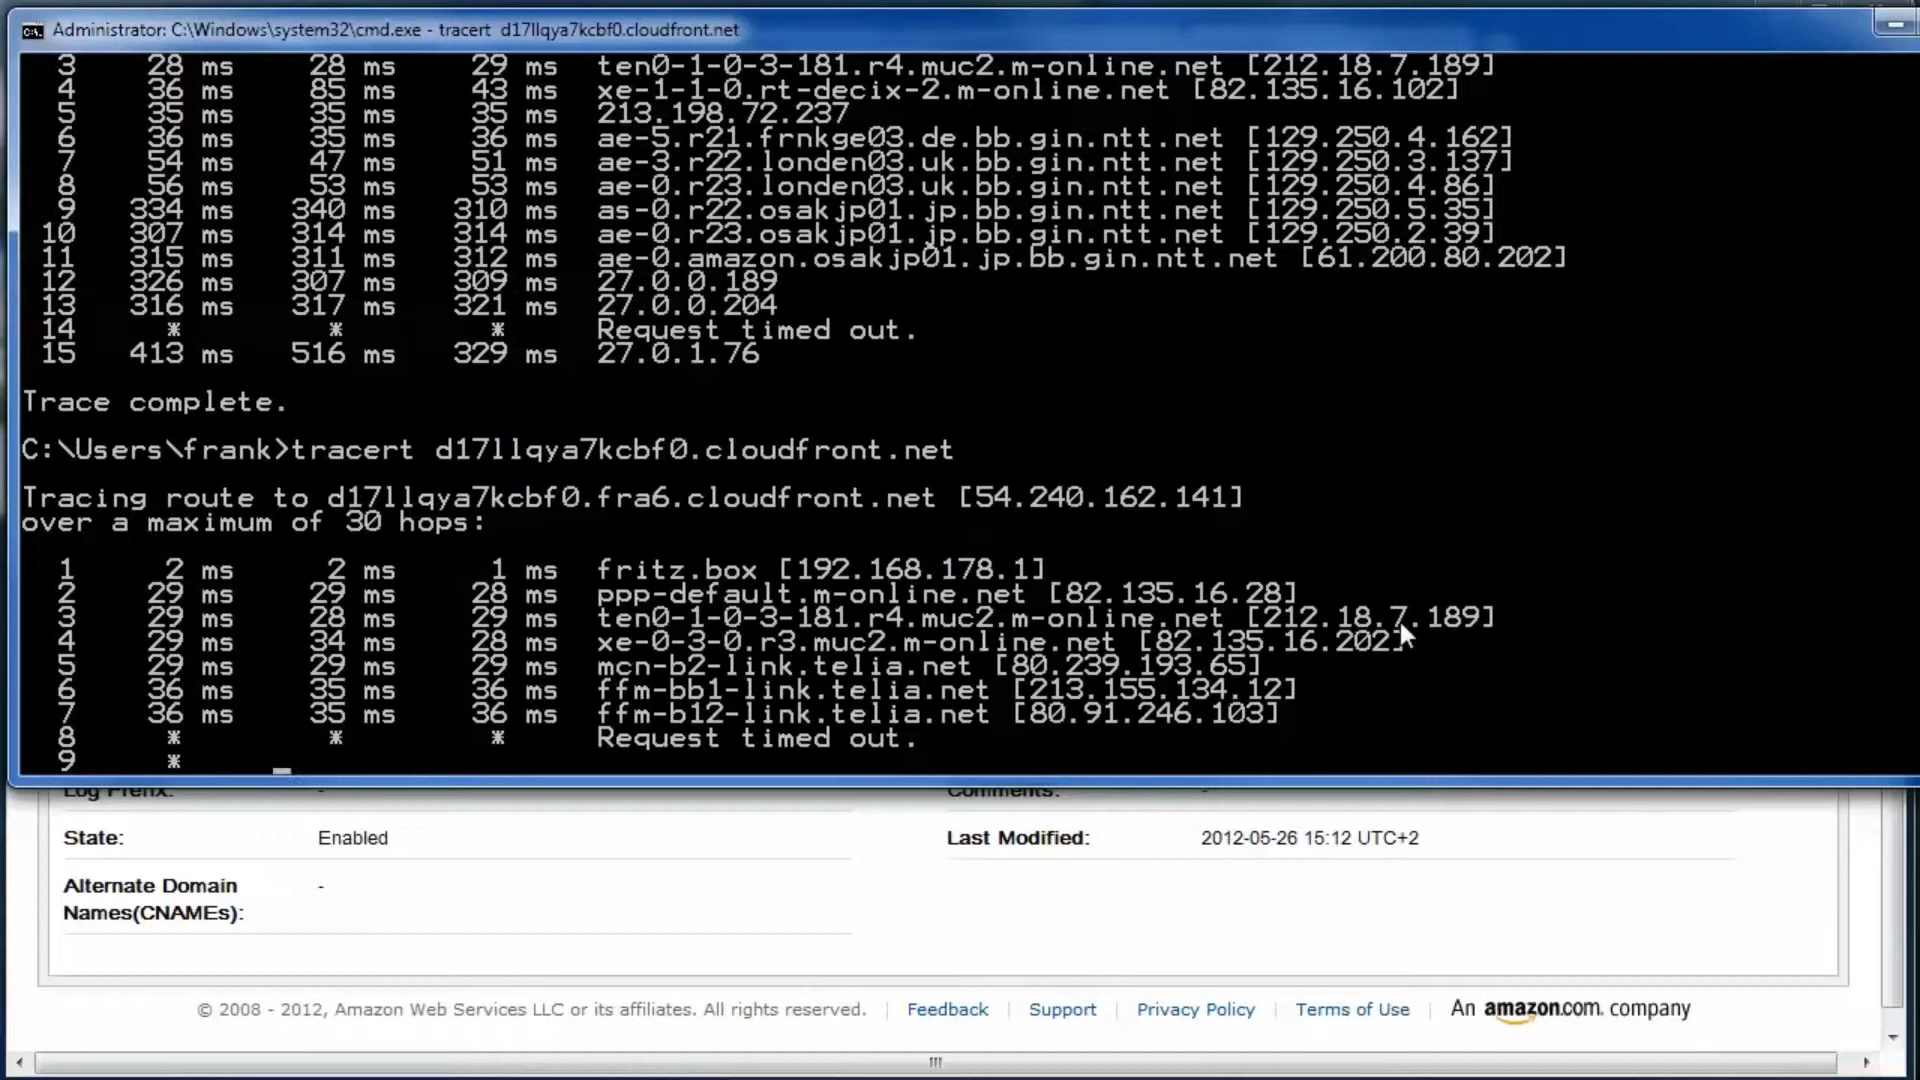 Administrator: C:\Windows\system32\cmd.exe - tracert d17llqya7kcbf0.cloudfront.net
3 28 ms 28 ms 29 ms ten0-1-0-3-181.r4.muc2.m-online.net [212.18.7.189]
4 36 ms 85 ms 43 ms xe-1-1-0.rt-decix-2.m-online.net [82.135.16.102]
5 35 ms 35 ms 35 ms 213.198.72.237
6 36 ms 35 ms 36 ms ae-5.r21.frnkge03.de.bb.gin.ntt.net [129.250.4.162]
7 54 ms 47 ms 51 ms ae-3.r22.londen03.uk.bb.gin.ntt.net [129.250.3.137]
8 56 ms 53 ms 53 ms ae-0.r23.londen03.uk.bb.gin.ntt.net [129.250.4.86]
9 334 ms 340 ms 310 ms as-0.r22.osakjp01.jp.bb.gin.ntt.net [129.250.5.35]
10 307 ms 314 ms 314 ms ae-0.r23.osakjp01.jp.bb.gin.ntt.net [129.250.2.39]
11 315 ms 311 ms 312 ms ae-0.amazon.osakjp01.jp.bb.gin.ntt.net [61.200.80.202]
12 326 ms 307 ms 309 ms 27.0.0.189
13 316 ms 317 ms 321 ms 27.0.0.204
14 * * * Request timed out.
15 413 ms 516 ms 329 ms 27.0.1.76
Trace complete.
C:\Users\frank>tracert d17llqya7kcbf0.cloudfront.net
Tracing route to d17llqya7kcbf0.fra6.cloudfront.net [54.240.162.141]
over a maximum of 30 hops:
1 2 ms 2 ms 1 ms fritz.box [192.168.178.1]
2 29 ms 29 ms 28 ms ppp-default.m-online.net [82.135.16.28]
3 29 ms 28 ms 29 ms ten0-1-0-3-181.r4.muc2.m-online.net [212.18.7.189]
4 29 ms 34 ms 28 ms xe-0-3-0.r3.muc2.m-online.net [82.135.16.202]
5 29 ms 29 ms 29 ms mcn-b2-link.telia.net [80.239.193.65]
6 36 ms 35 ms 36 ms ffm-bb1-link.telia.net [213.155.134.12]
7 36 ms 35 ms 36 ms ffm-b12-link.telia.net [80.91.246.103]
8 * * * Request timed out.
9 *
Log Prefix: - Comments: -
State: Enabled Last Modified: 2012-05-26 15:12 UTC+2
Alternate Domain -
Names(CNAMEs):
© 2008 - 2012, Amazon Web Services LLC or its affiliates. All rights reserved. | Feedback | Support | Privacy Policy | Terms of Use | An amazon.com. company